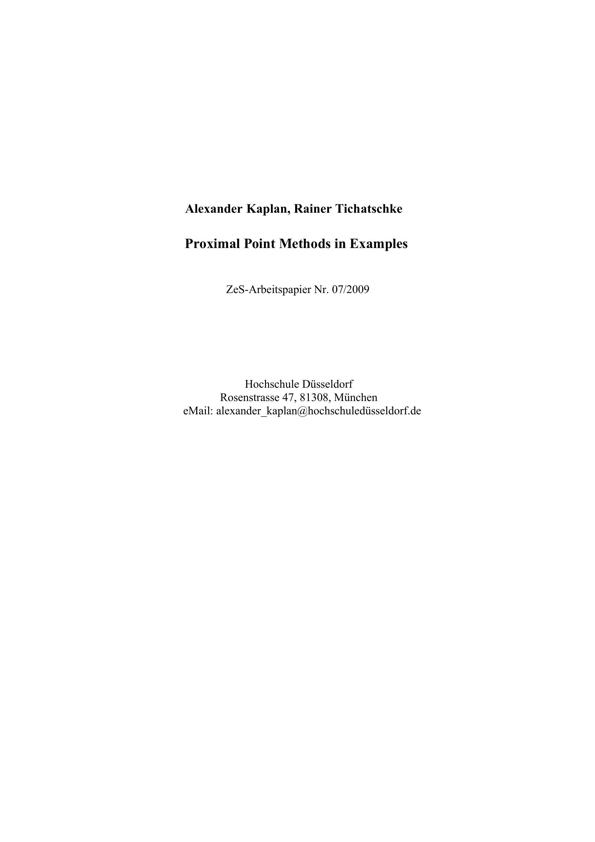 Alexander Kaplan, Rainer Tichatschke
Proximal Point Methods in Examples
ZeS-Arbeitspapier Nr. 07/2009
Hochschule Düsseldorf
Rosenstrasse 47, 81308, München
eMail: alexander_kaplan@hochschuledüsseldorf.de